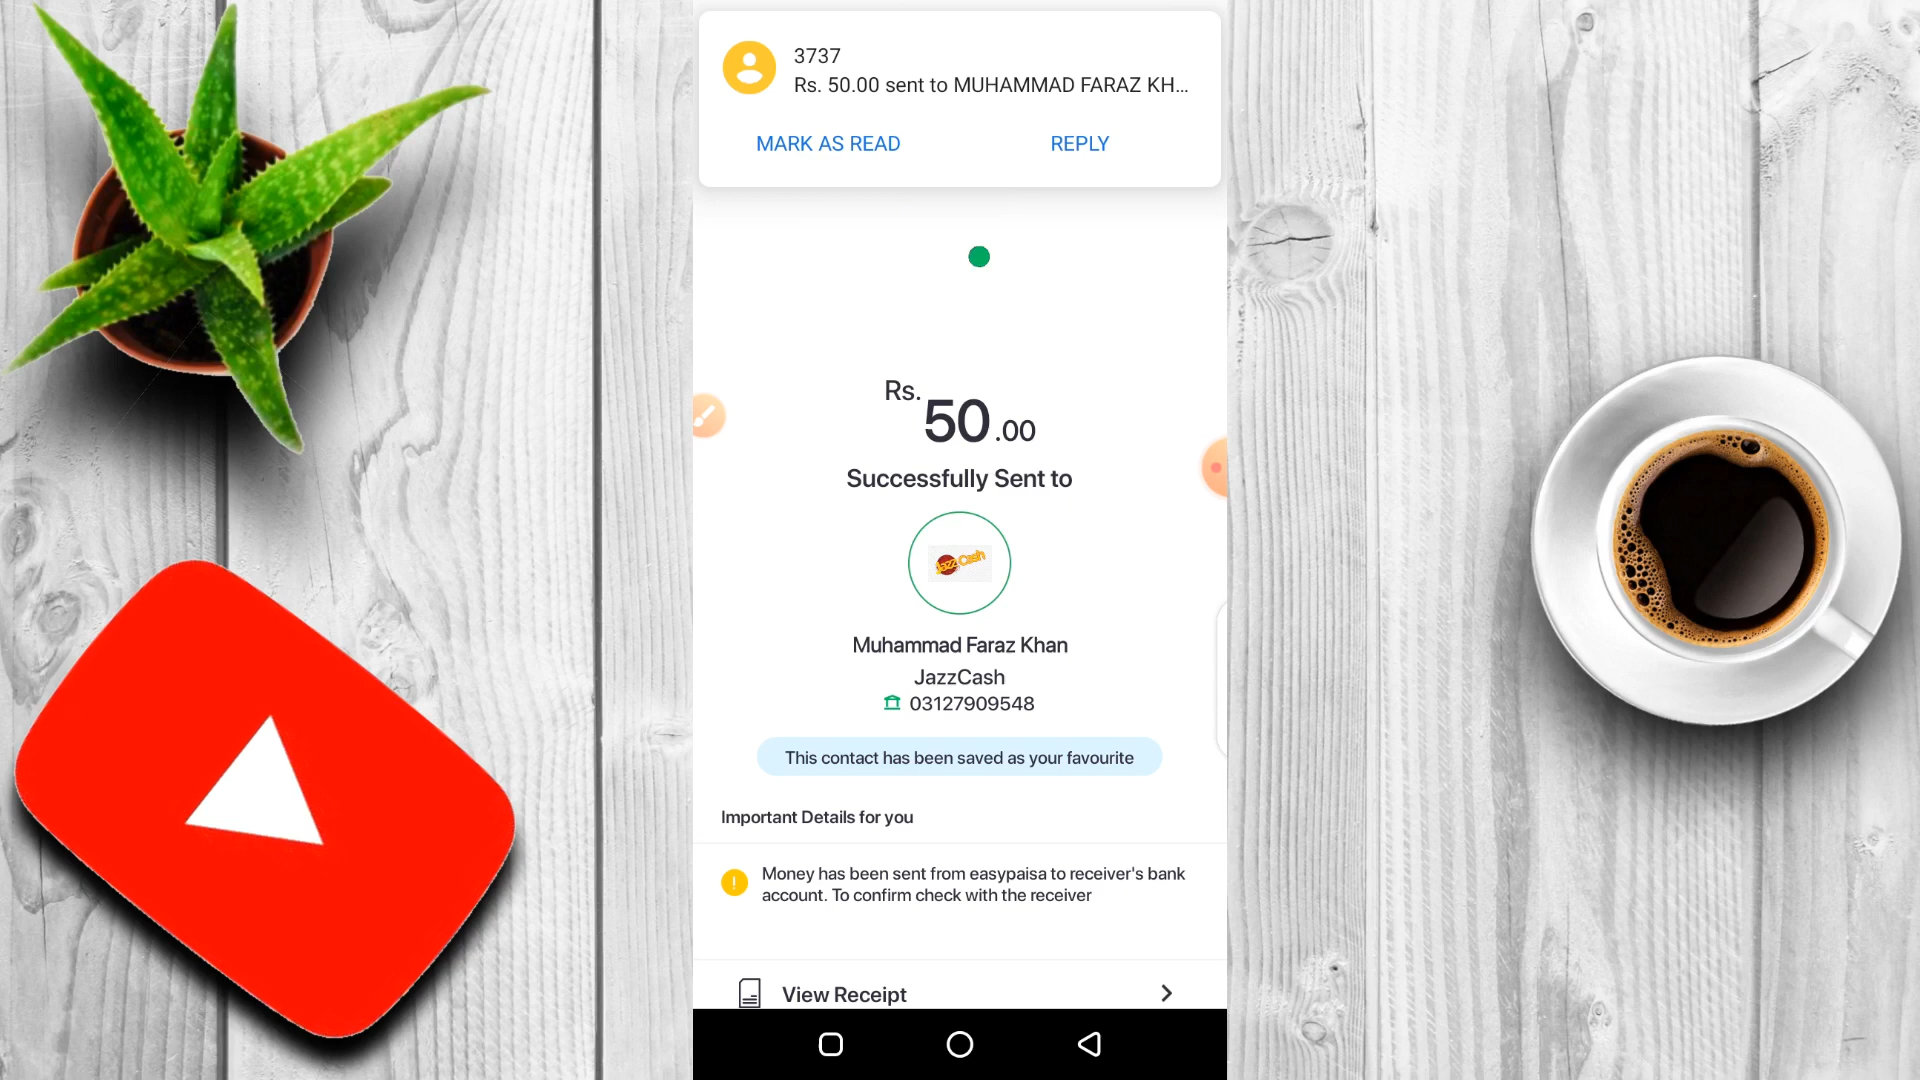 3737
Rs. 50.00 sent to MUHAMMAD FARAZ KH...
MARK AS READ
REPLY
Rs. 50.00
Successfully Sent to
Jazz Cash
Muhammad Faraz Khan
JazzCash
03127909548
This contact has been saved as your favourite
Important Details for you
Money has been sent from easypaisa to receiver's bank
account. To confirm check with the receiver
View Receipt